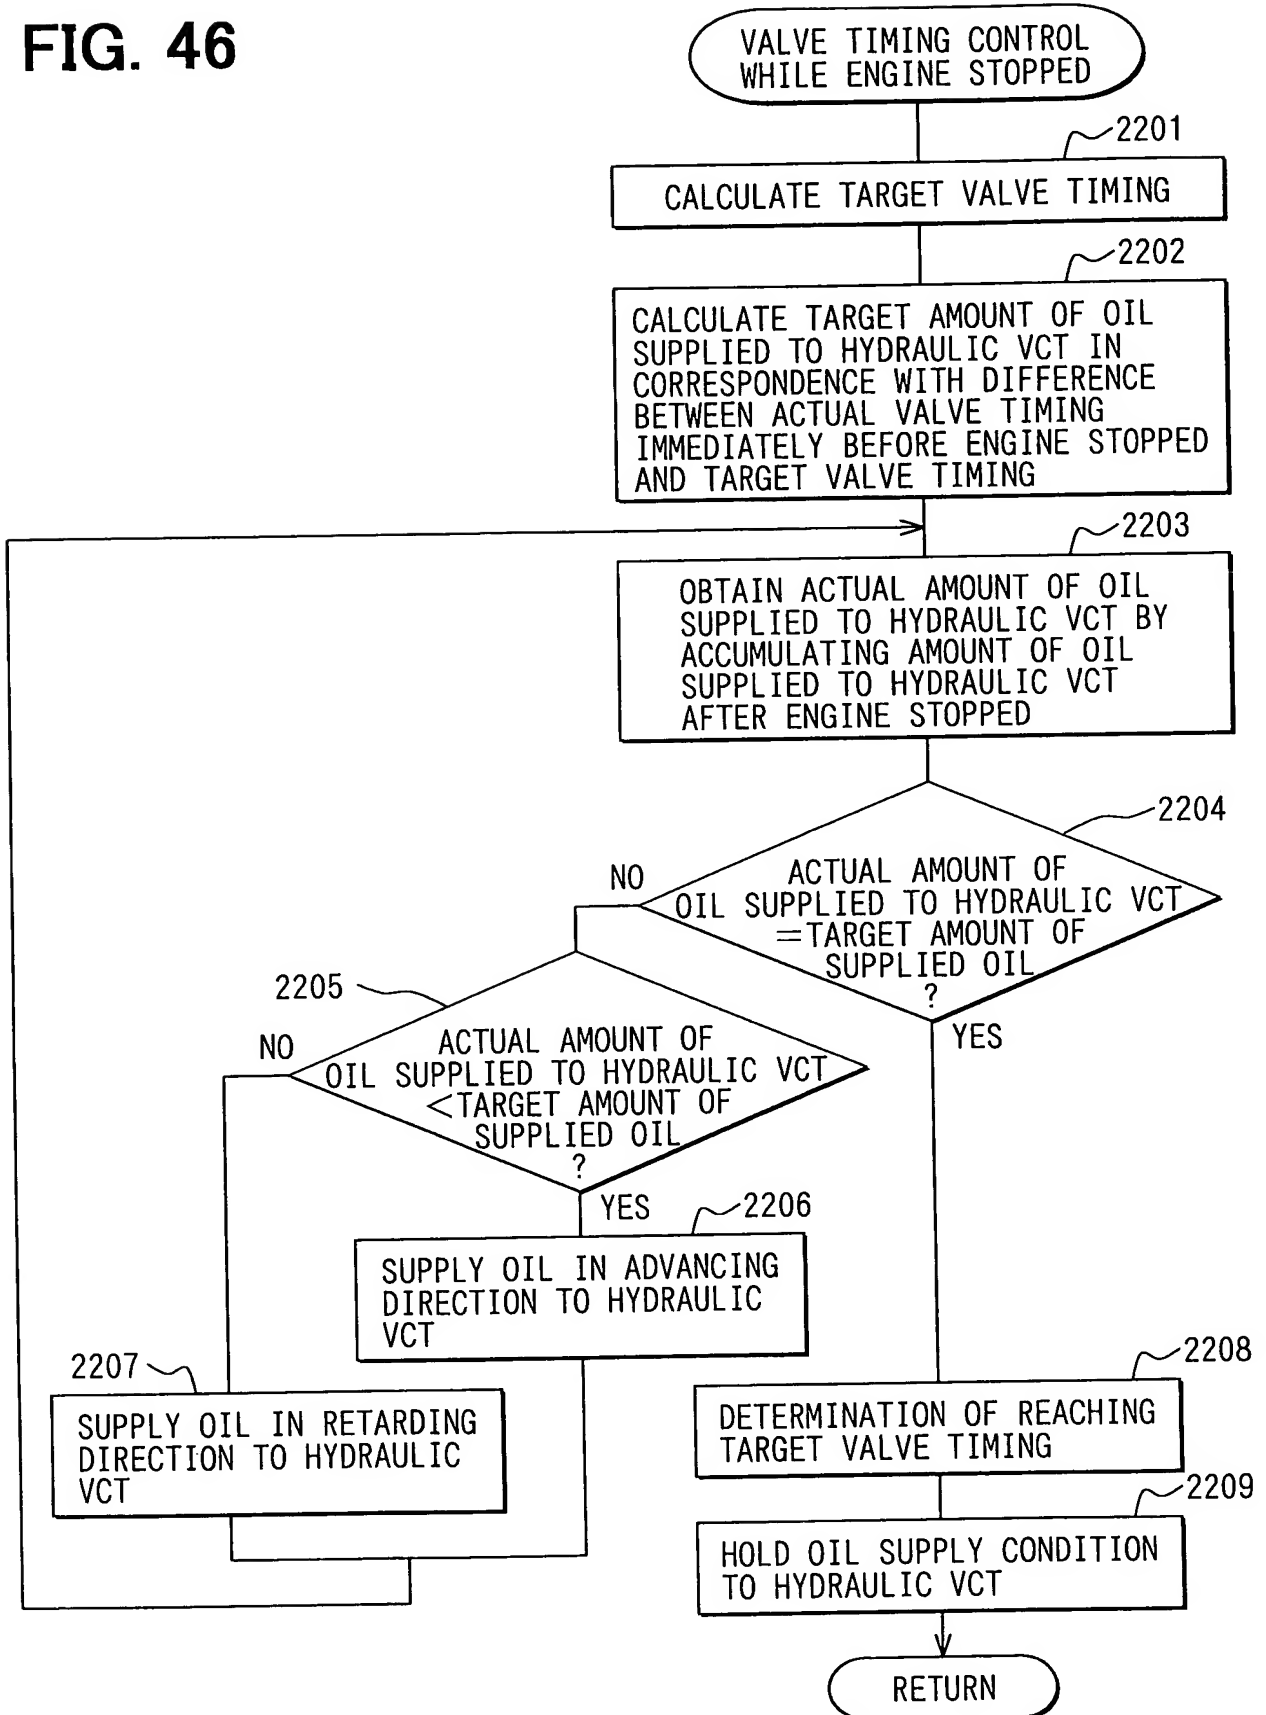 FIG. 46
VALVE TIMING CONTROL
WHILE ENGINE STOPPED
2201
CALCULATE TARGET VALVE TIMING
2202
CALCULATE TARGET AMOUNT OF OIL
SUPPLIED TO HYDRAULIC VCT IN
CORRESPONDENCE WITH DIFFERENCE
BETWEEN ACTUAL VALVE TIMING
IMMEDIATELY BEFORE ENGINE STOPPED
AND TARGET VALVE TIMING
2203
OBTAIN ACTUAL AMOUNT OF OIL
SUPPLIED TO HYDRAULIC VCT BY
ACCUMULATING AMOUNT OF OIL
SUPPLIED TO HYDRAULIC VCT
AFTER ENGINE STOPPED
2204
NO
ACTUAL AMOUNT OF
OIL SUPPLIED TO HYDRAULIC VCT
=TARGET AMOUNT OF
SUPPLIED OIL
?
YES
2205
NO
ACTUAL AMOUNT OF
OIL SUPPLIED TO HYDRAULIC VCT
<TARGET AMOUNT OF
SUPPLIED OIL
?
YES
2206
SUPPLY OIL IN ADVANCING
DIRECTION TO HYDRAULIC
VCT
2207
SUPPLY OIL IN RETARDING
DIRECTION TO HYDRAULIC
VCT
2208
DETERMINATION OF REACHING
TARGET VALVE TIMING
2209
HOLD OIL SUPPLY CONDITION
TO HYDRAULIC VCT
RETURN